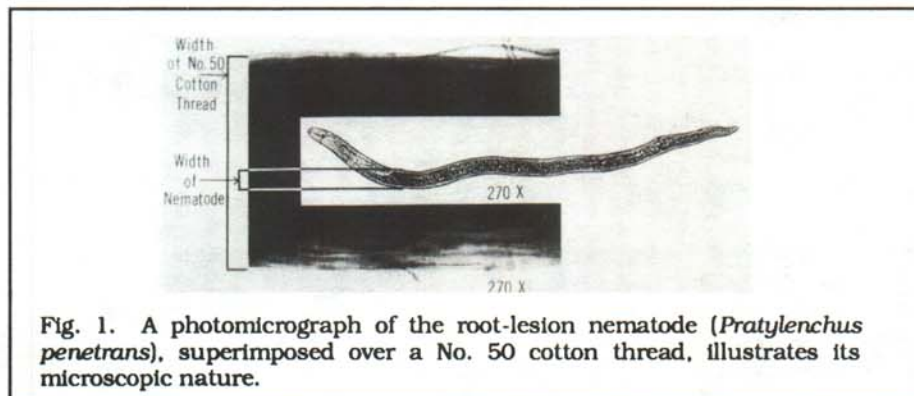 Width
of No. 50
Cotton
Thread
Width
of
Nematode
270 X
270 X
Fig. 1. A photomicrograph of the root-lesion nematode (Pratylenchus
penetrans), superimposed over a No. 50 cotton thread, illustrates its
microscopic nature.